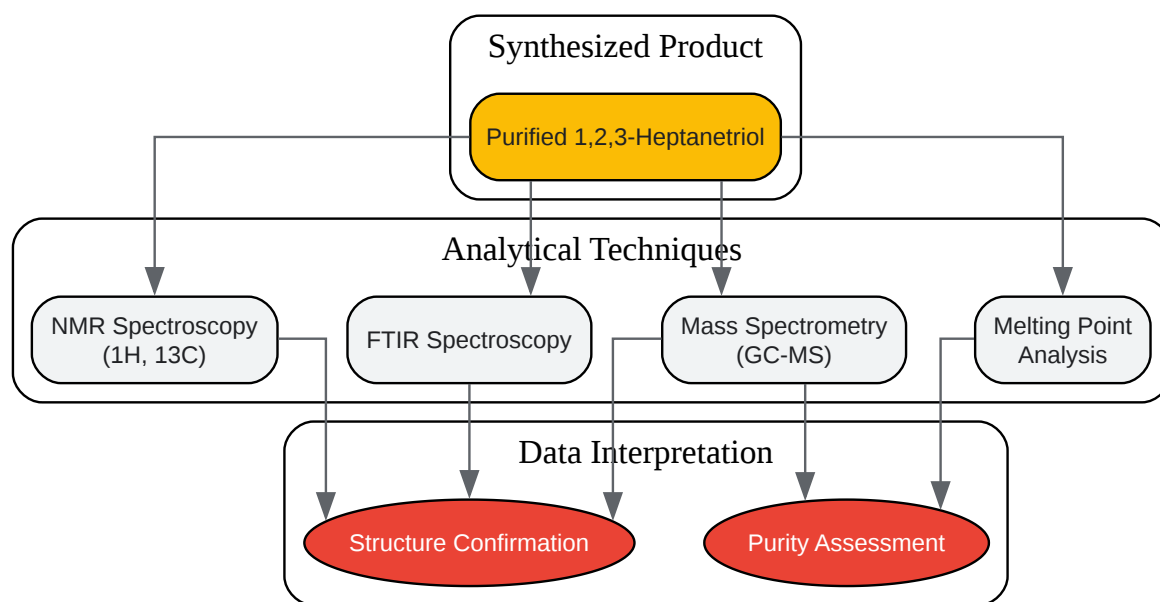 Synthesized Product
Purified 1,2,3-Heptanetriol
Analytical Techniques
NMR Spectroscopy
(1H, 13C)
FTIR Spectroscopy
Mass Spectrometry
(GC-MS)
Melting Point
Analysis
Data Interpretation
Structure Confirmation
Purity Assessment